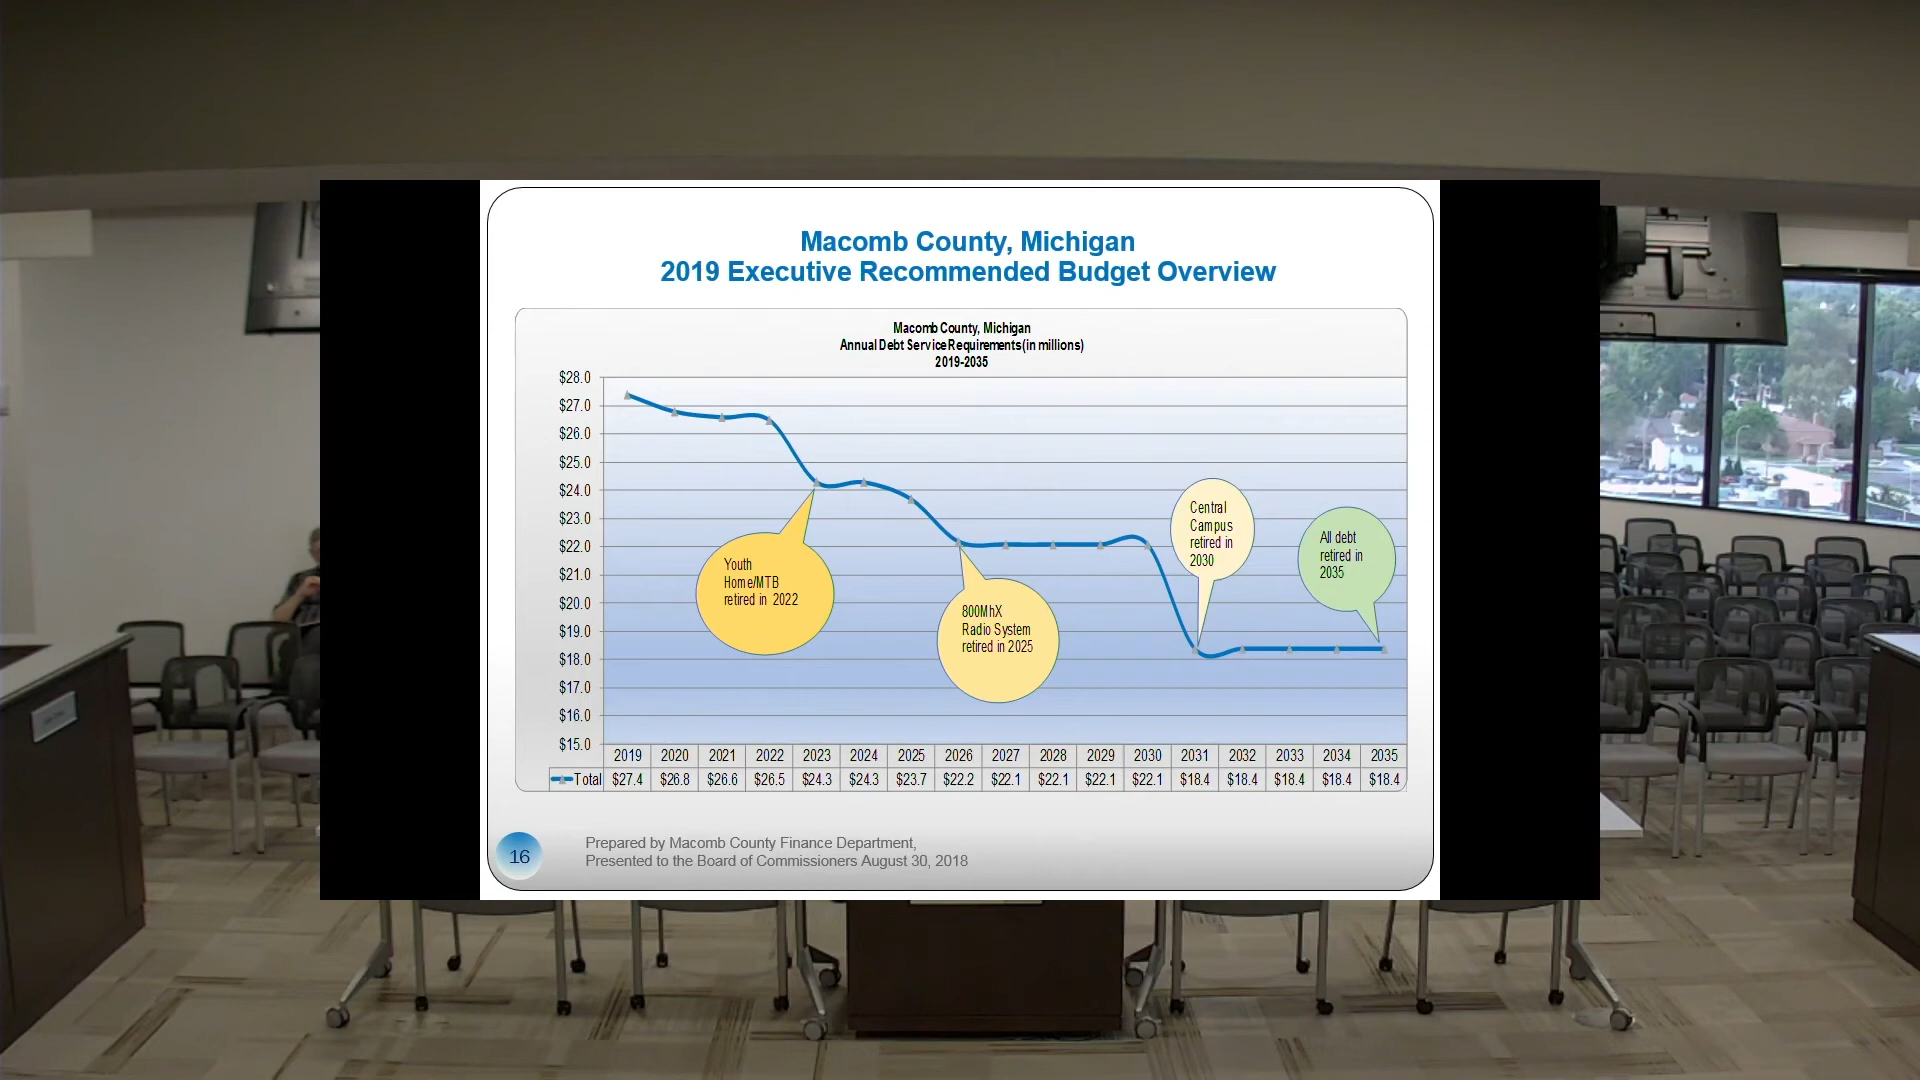 Macomb County, Michigan
2019 Executive Recommended Budget Overview
Macomb County, Michigan
Annual Debt Service Requirements (in millions)
2019-2035
$28.0
$27.0
$26.0
$25.0
$24.0
$23.0
$22.0
$21.0
$20.0
$19.0
$18.0
$17.0
$16.0
$15.0
Youth
Home/MTB
retired in 2022
800MhX
Radio System
retired in 2025
Central
Campus
retired in
2030
All debt
retired in
2035
2019 2020 2021 2022 2023 2024 2025 2026 2027 2028 2029 2030 2031 2032 2033 2034 2035
Total $27.4 $26.8 $26.6 $26.5 $24.3 $24.3 $23.7 $22.2 $22.1 $22.1 $22.1 $22.1 $18.4 $18.4 $18.4 $18.4 $18.4
16
Prepared by Macomb County Finance Department,
Presented to the Board of Commissioners August 30, 2018